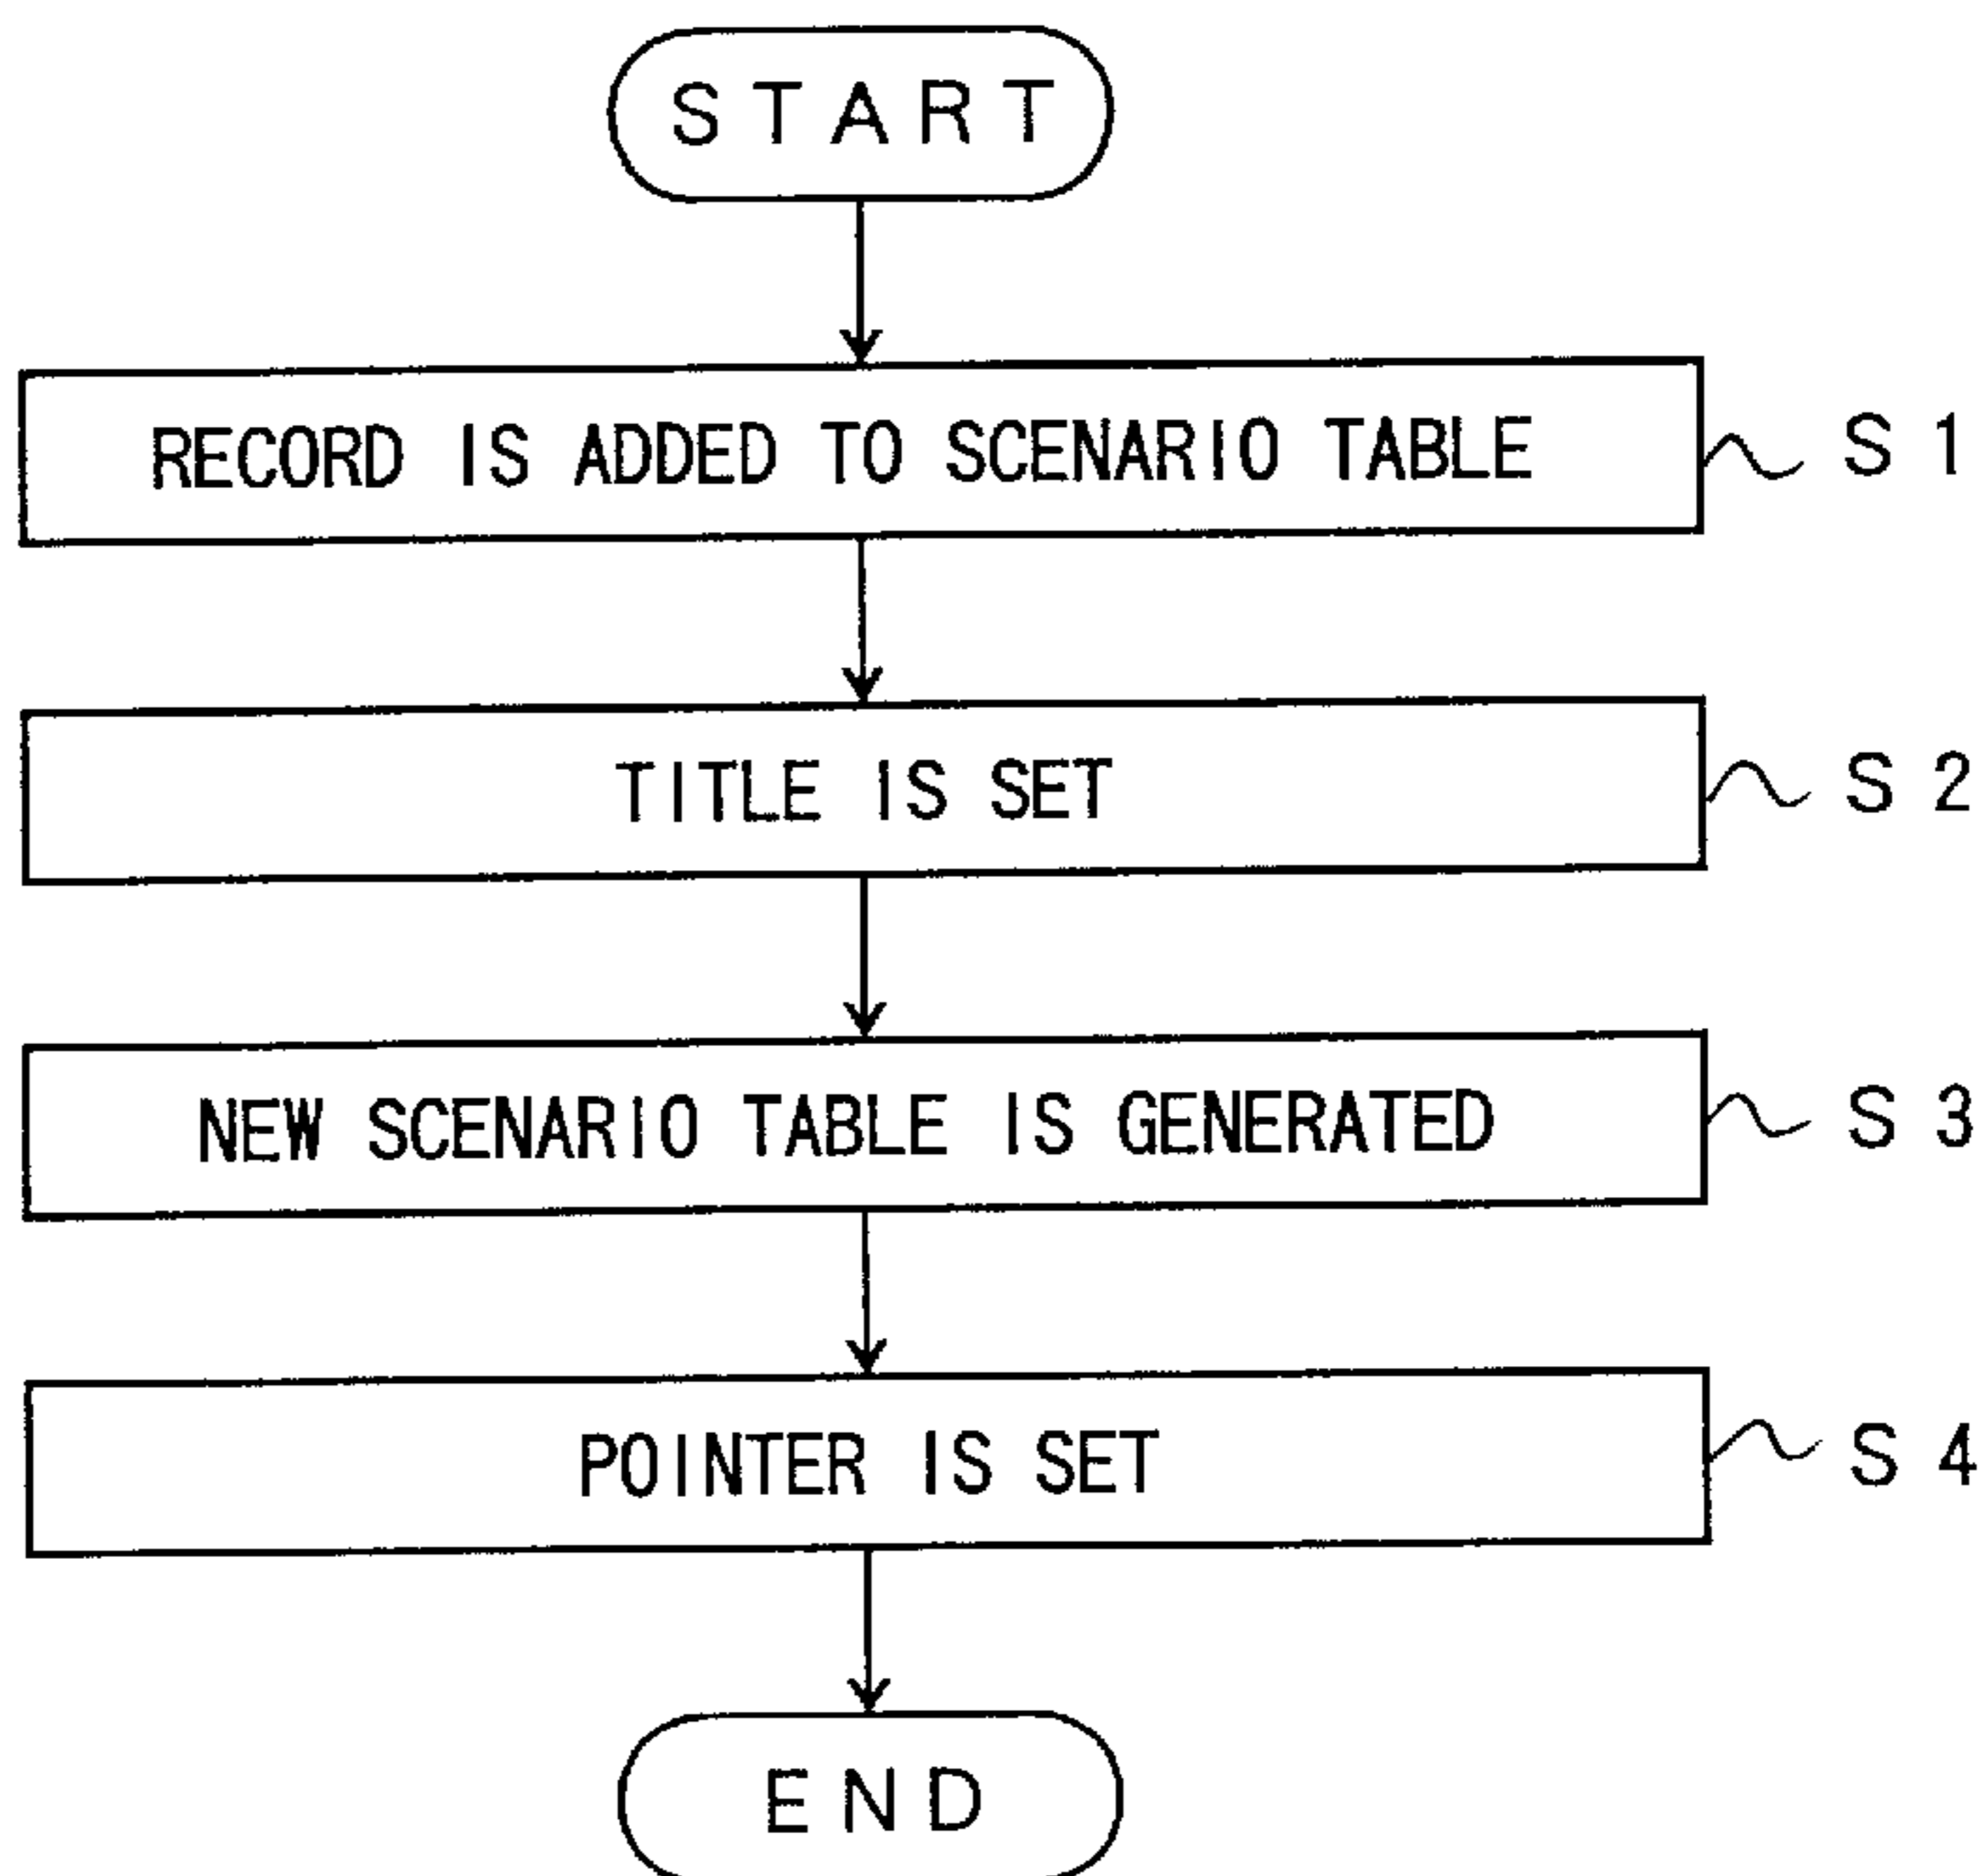 START
RECORD IS ADDED TO SCENARIO TABLE S1
TITLE IS SET S2
NEW SCENARIO TABLE IS GENERATED S3
POINTER IS SET S4
END